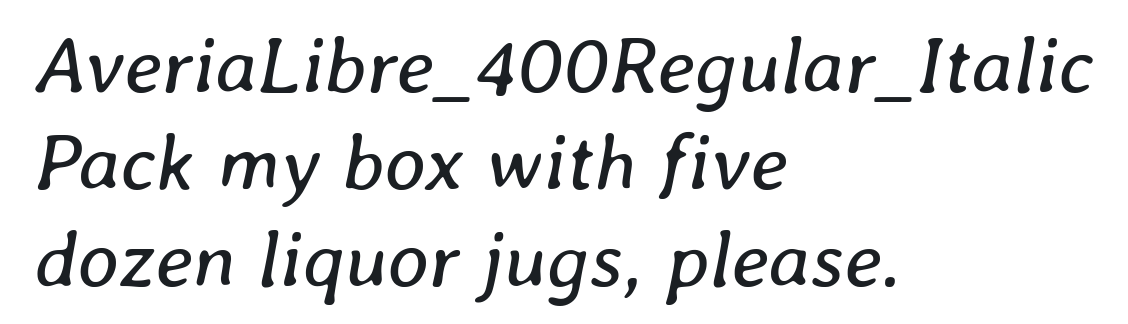 AveriaLibre_400Regular_Italic
Pack my box with five
dozen liquor jugs, please.